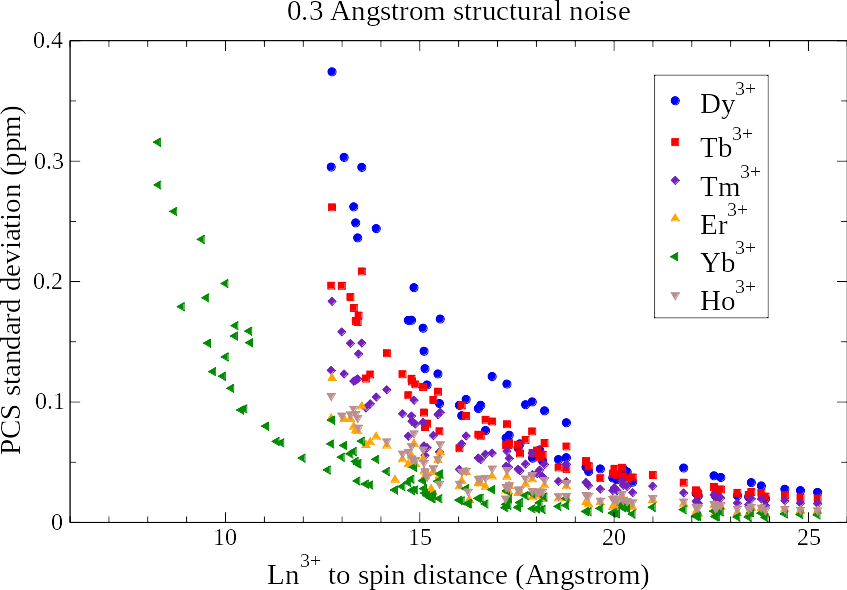 0.3 Angstrom structural noise
0.4
0.3
0.2
0.1
0
PCS standard deviation (ppm)
Dy³⁺
Tb³⁺
Tm³⁺
Er³⁺
Yb³⁺
Ho³⁺
10 15 20 25
Ln³⁺ to spin distance (Angstrom)